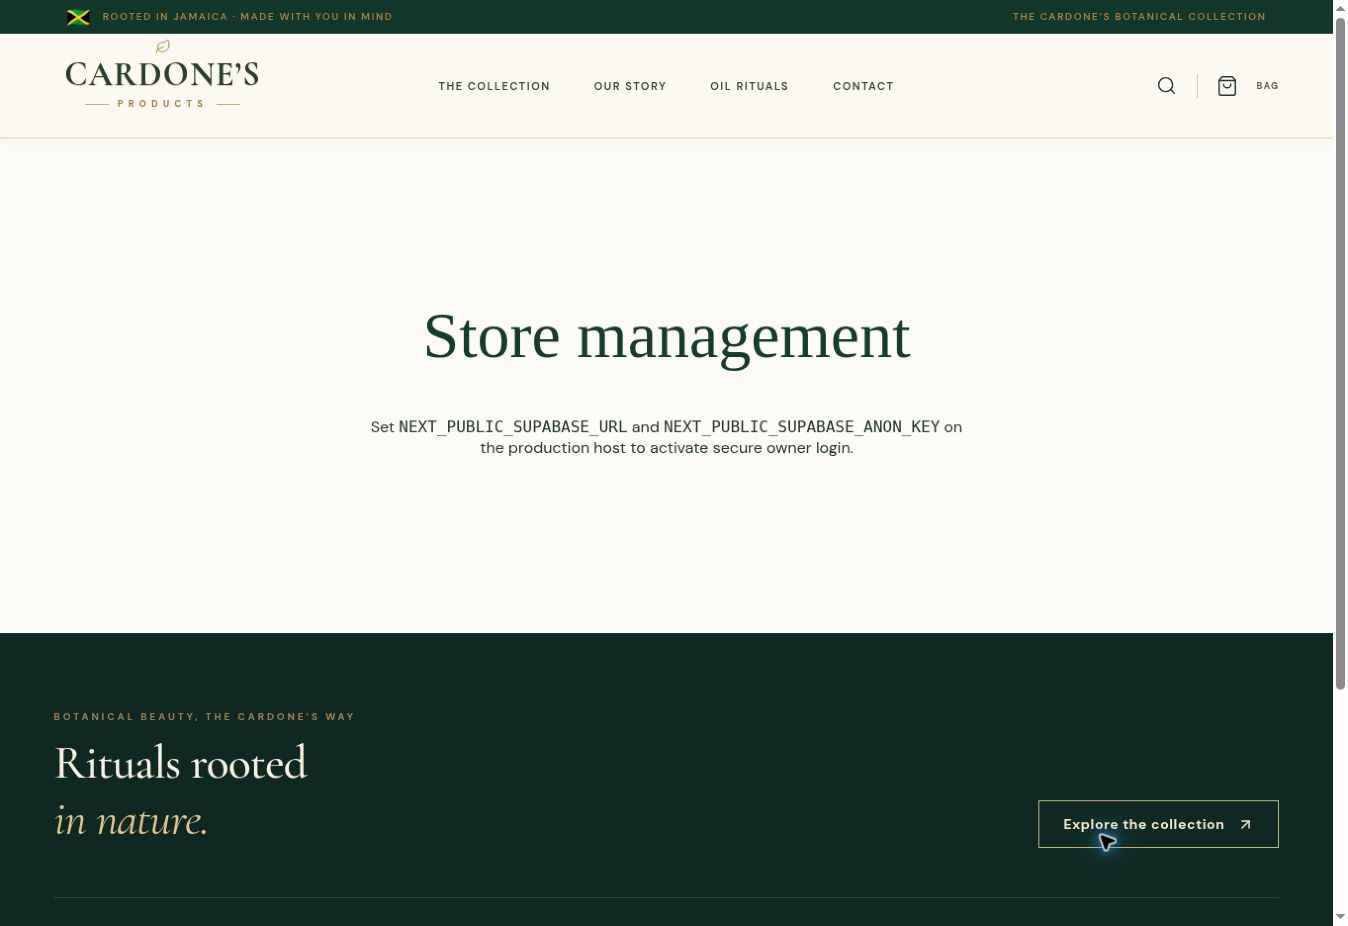 ROOTED IN JAMAICA · MADE WITH YOU IN MIND
THE CARDONE'S BOTANICAL COLLECTION
CARDONE'S
PRODUCTS
THE COLLECTION
OUR STORY
OIL RITUALS
CONTACT
BAG
Store management
Set NEXT_PUBLIC_SUPABASE_URL and NEXT_PUBLIC_SUPABASE_ANON_KEY on
the production host to activate secure owner login.
BOTANICAL BEAUTY, THE CARDONE'S WAY
Rituals rooted
in nature.
Explore the collection